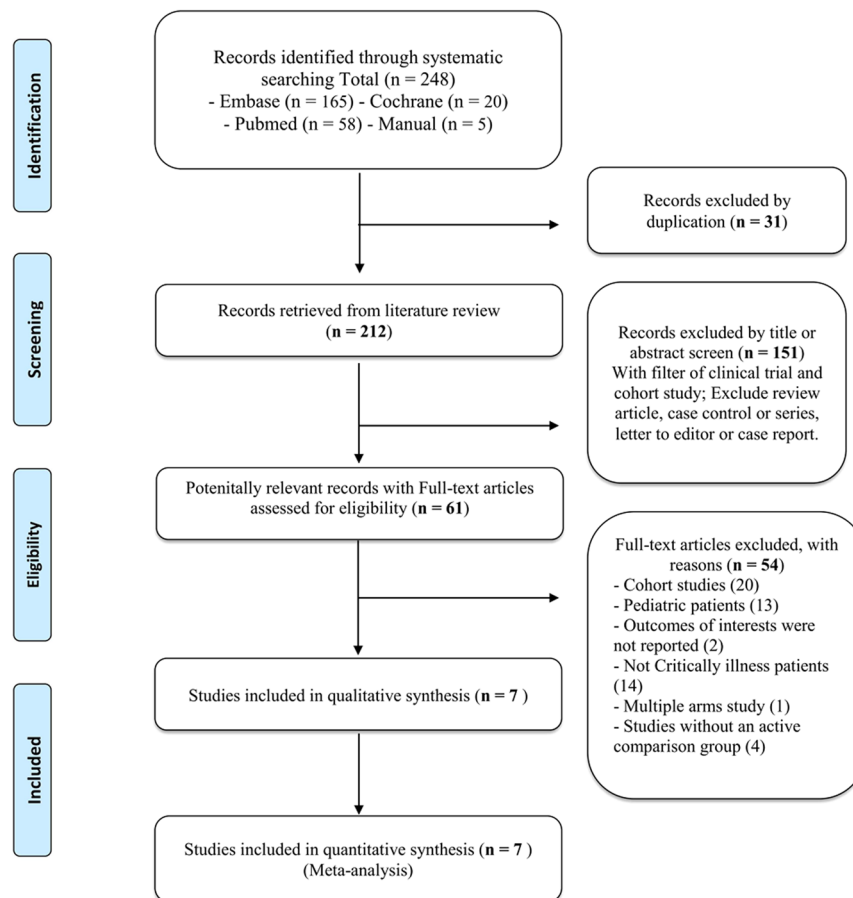 Identification
Records identified through systematic
searching Total (n = 248)
- Embase (n = 165) - Cochrane (n = 20)
- Pubmed (n = 58) - Manual (n = 5)
Records excluded by
duplication (n = 31)
Screening
Records retrieved from literature review
(n = 212)
Records excluded by title or
abstract screen (n = 151)
With filter of clinical trial and
cohort study; Exclude review
article, case control or series,
letter to editor or case report.
Eligibility
Potenitally relevant records with Full-text articles
assessed for eligibility (n = 61)
Full-text articles excluded, with
reasons (n = 54)
- Cohort studies (20)
- Pediatric patients (13)
- Outcomes of interests were
not reported (2)
- Not Critically illness patients
(14)
- Multiple arms study (1)
- Studies without an active
comparison group (4)
Studies included in qualitative synthesis (n = 7 )
Included
Studies included in quantitative synthesis (n = 7 )
(Meta-analysis)